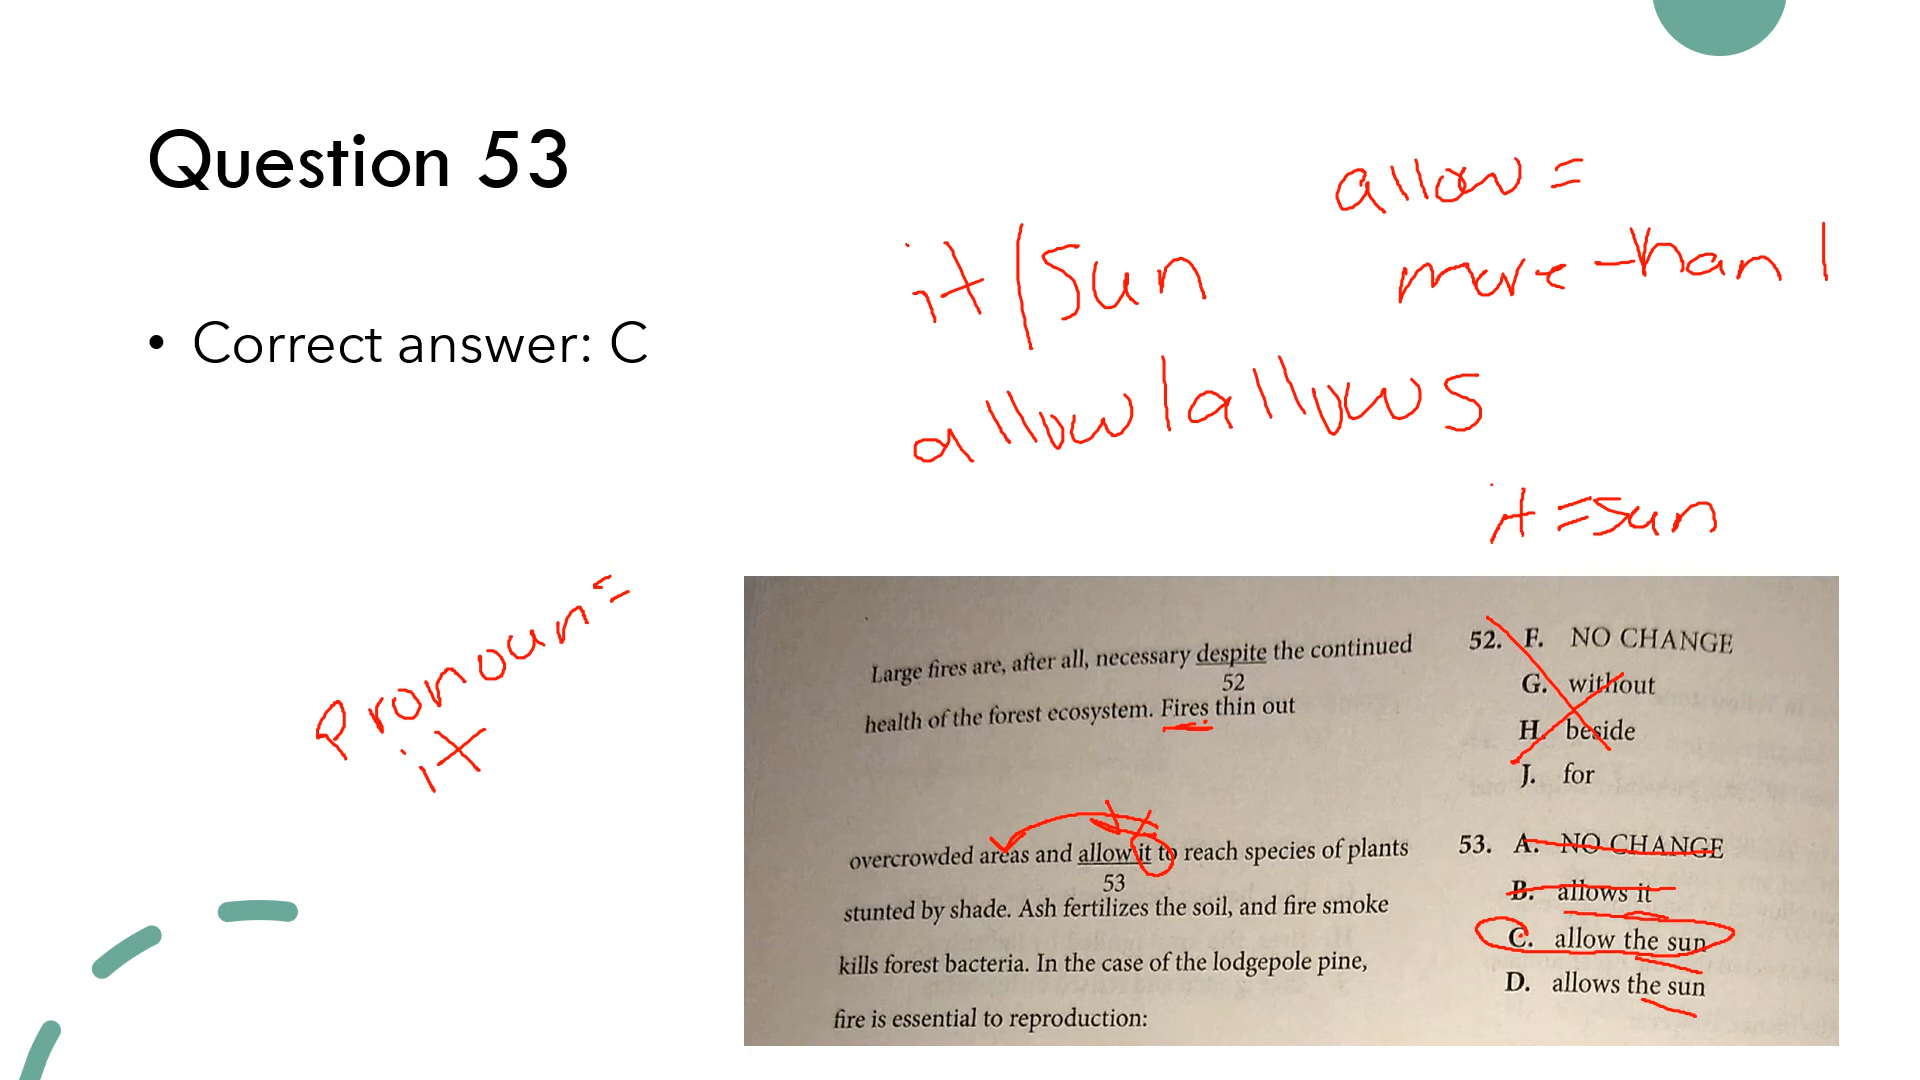 Question 53
• Correct answer: C
allow =
more than 1
it/sun
allow/allows
it = sun
Pronoun =
it
Large fires are, after all, necessary despite the continued
52
health of the forest ecosystem. Fires thin out
overcrowded areas and allow it to reach species of plants
53
stunted by shade. Ash fertilizes the soil, and fire smoke
kills forest bacteria. In the case of the lodgepole pine,
fire is essential to reproduction:
52. F. NO CHANGE
G. without
H. beside
J. for
53. A. NO CHANGE
B. allows it
C. allow the sun
D. allows the sun